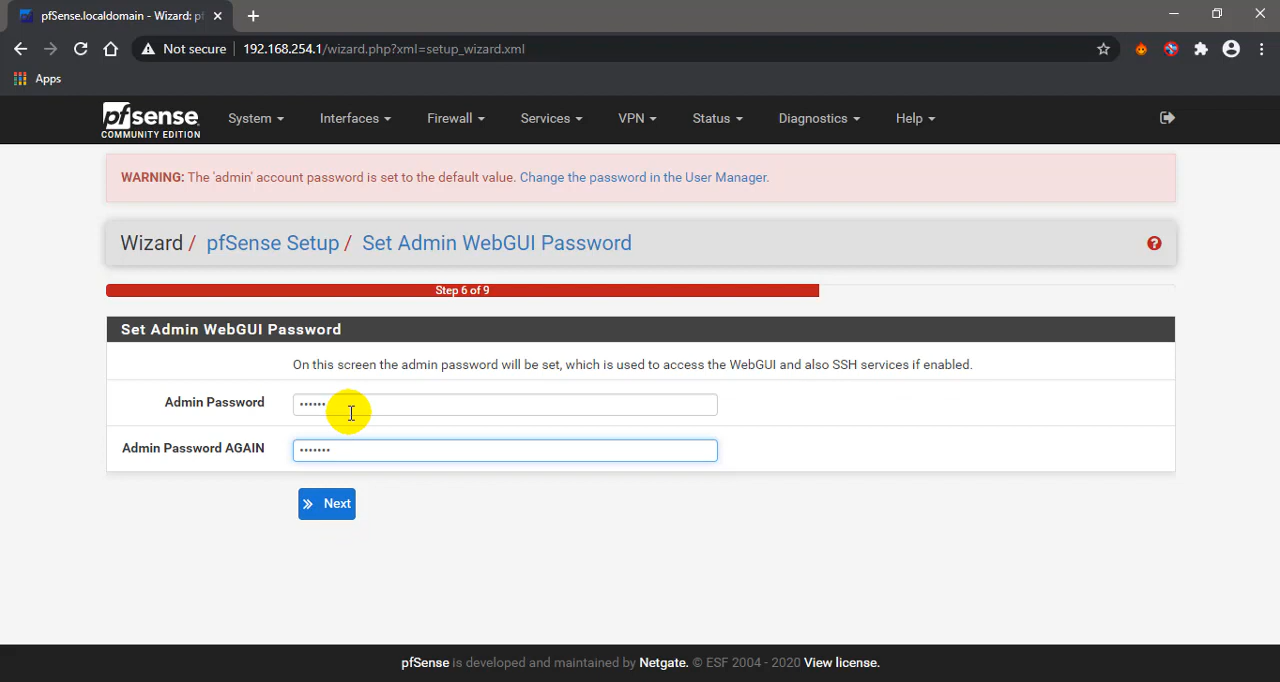 pfSense.localdomain - Wizard: pf
Not secure 192.168.254.1/wizard.php?xml=setup_wizard.xml
Apps
pfsense
COMMUNITY EDITION
System Interfaces Firewall Services VPN Status Diagnostics Help
WARNING: The 'admin' account password is set to the default value. Change the password in the User Manager.
Wizard / pfSense Setup / Set Admin WebGUI Password
Step 6 of 9
Set Admin WebGUI Password
On this screen the admin password will be set, which is used to access the WebGUI and also SSH services if enabled.
Admin Password ••••••
Admin Password AGAIN •••••••
Next
pfSense is developed and maintained by Netgate. © ESF 2004 - 2020 View license.